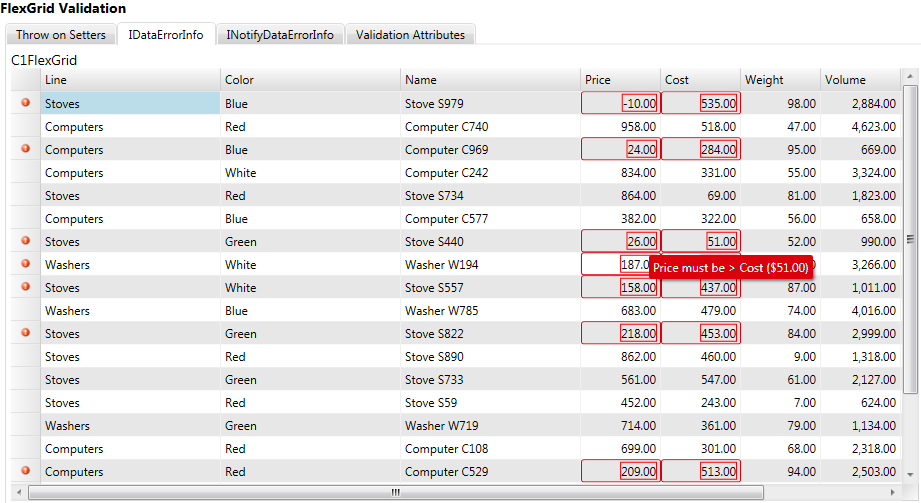 FlexGrid Validation
Throw on Setters IDataErrorInfo INotifyDataErrorInfo Validation Attributes
C1FlexGrid
Line Color Name Price Cost Weight Volume
Stoves Blue Stove S979 -10.00 535.00 98.00 2,884.00
Computers Red Computer C740 958.00 518.00 47.00 4,623.00
Computers Blue Computer C969 24.00 284.00 95.00 669.00
Computers White Computer C242 834.00 331.00 55.00 3,324.00
Stoves Red Stove S734 864.00 69.00 81.00 1,823.00
Computers Blue Computer C577 382.00 322.00 56.00 658.00
Stoves Green Stove S440 26.00 51.00 52.00 990.00
Washers White Washer W194 187.0 Price must be > Cost ($51.00) 3,266.00
Stoves White Stove S557 158.00 437.00 87.00 1,011.00
Washers Blue Washer W785 683.00 479.00 74.00 4,016.00
Stoves Green Stove S822 218.00 453.00 84.00 2,999.00
Stoves Red Stove S890 862.00 460.00 9.00 1,318.00
Stoves Green Stove S733 561.00 547.00 61.00 2,127.00
Stoves Red Stove S59 452.00 243.00 7.00 624.00
Washers Green Washer W719 714.00 361.00 79.00 1,134.00
Computers Red Computer C108 699.00 301.00 68.00 2,318.00
Computers Red Computer C529 209.00 513.00 94.00 2,503.00